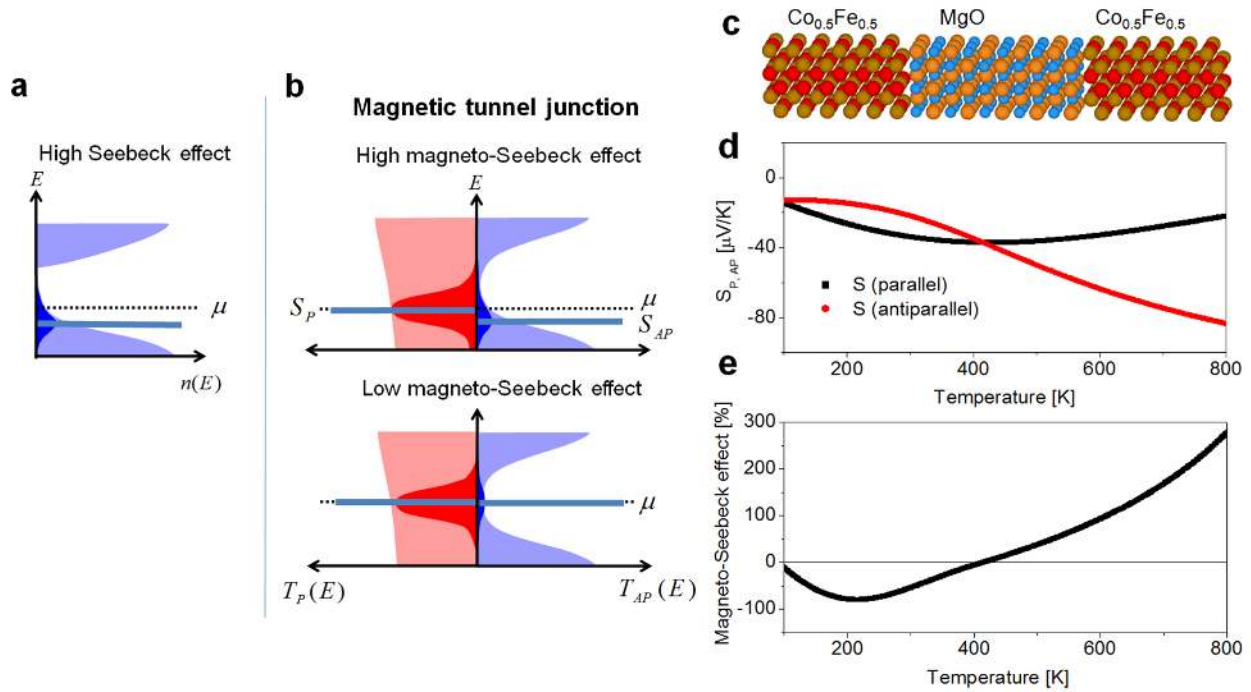 a
High Seebeck effect
E
μ
n(E)
b
Magnetic tunnel junction
High magneto-Seebeck effect
E
S_P
μ
S_AP
Low magneto-Seebeck effect
μ
T_P(E)
T_AP(E)
c
Co0.5Fe0.5
MgO
Co0.5Fe0.5
d
0
-40
-80
S_P, AP [μV/K]
S (parallel)
S (antiparallel)
200
400
600
800
Temperature [K]
e
300
200
100
0
-100
Magneto-Seebeck effect [%]
200
400
600
800
Temperature [K]